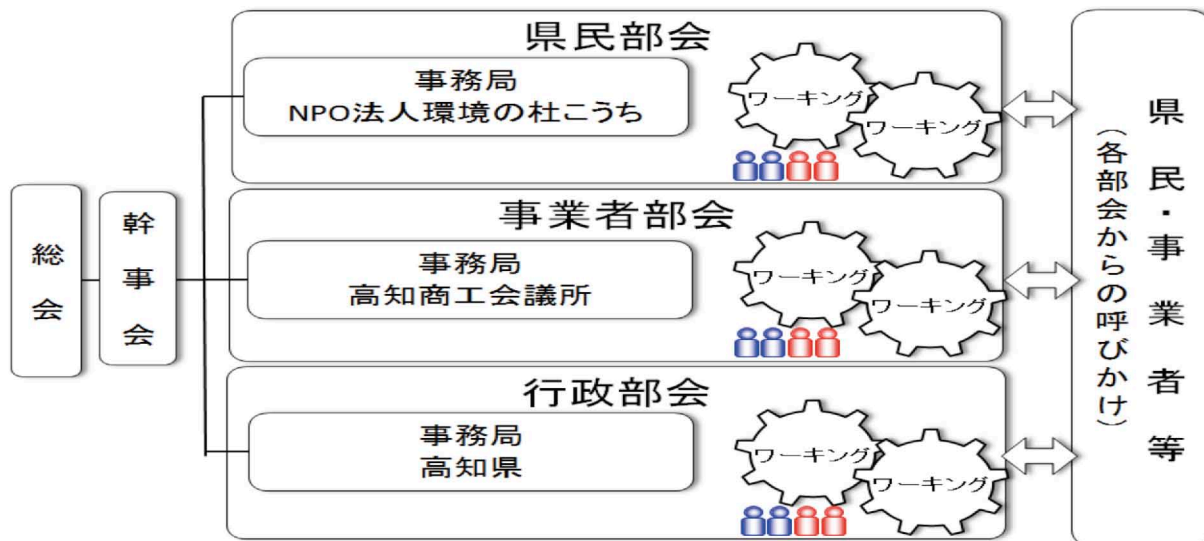 総会
幹事会
県民部会
事務局
NPO法人環境の杜こうち
ワーキング
ワーキング
事業者部会
事務局
高知商工会議所
ワーキング
ワーキング
行政部会
事務局
高知県
ワーキング
ワーキング
県民・事業者等
(各部会からの呼びかけ)